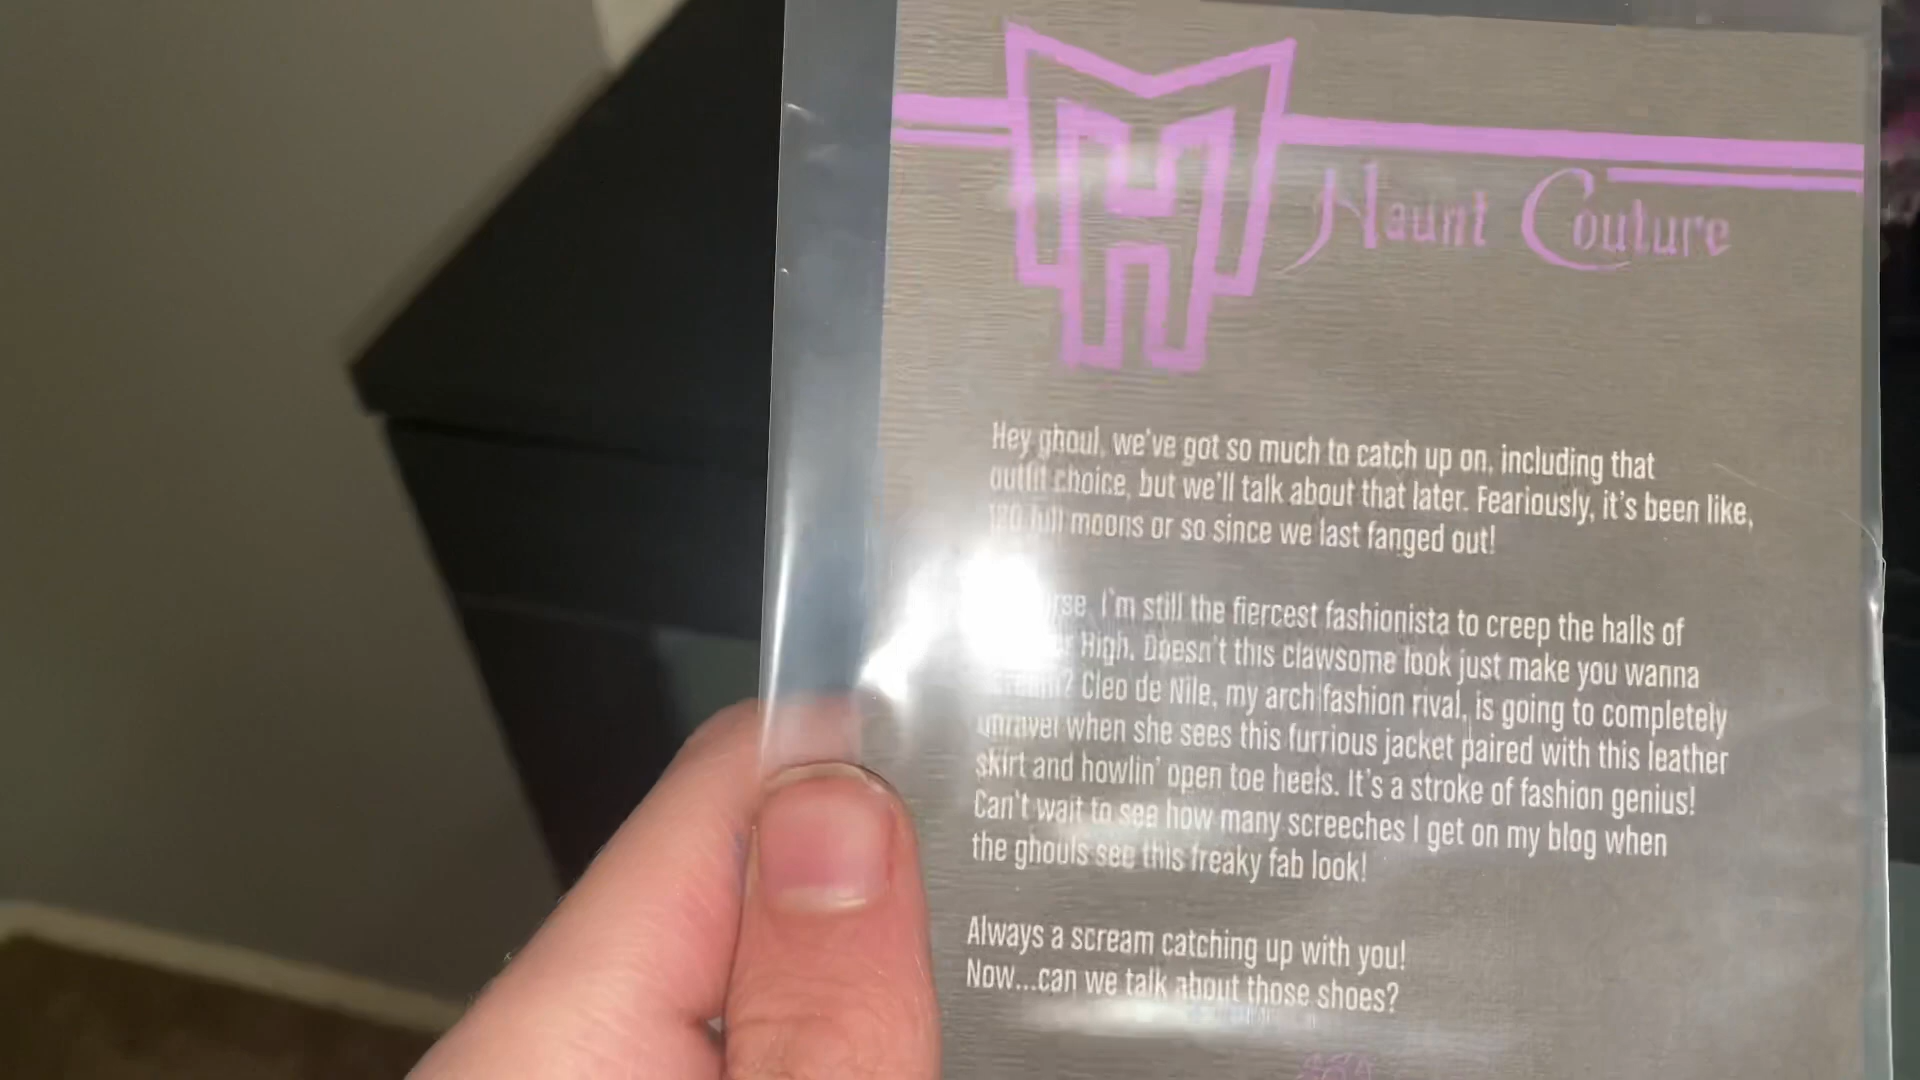 Haunt Couture
Hey ghoul, we've got so much to catch up on, including that
outfit choice, but we'll talk about that later. Feariously, it's been like,
full moons or so since we last fanged out!
I'm still the fiercest fashionista to creep the halls of
High. Doesn't this clawsome look just make you wanna
Cleo de Nile, my arch fashion rival, is going to completely
unravel when she sees this furrious jacket paired with this leather
skirt and howlin' open toe heels. It's a stroke of fashion genius!
Can't wait to see how many screeches I get on my blog when
the ghouls see this freaky fab look!
Always a scream catching up with you!
Now...can we talk about those shoes?